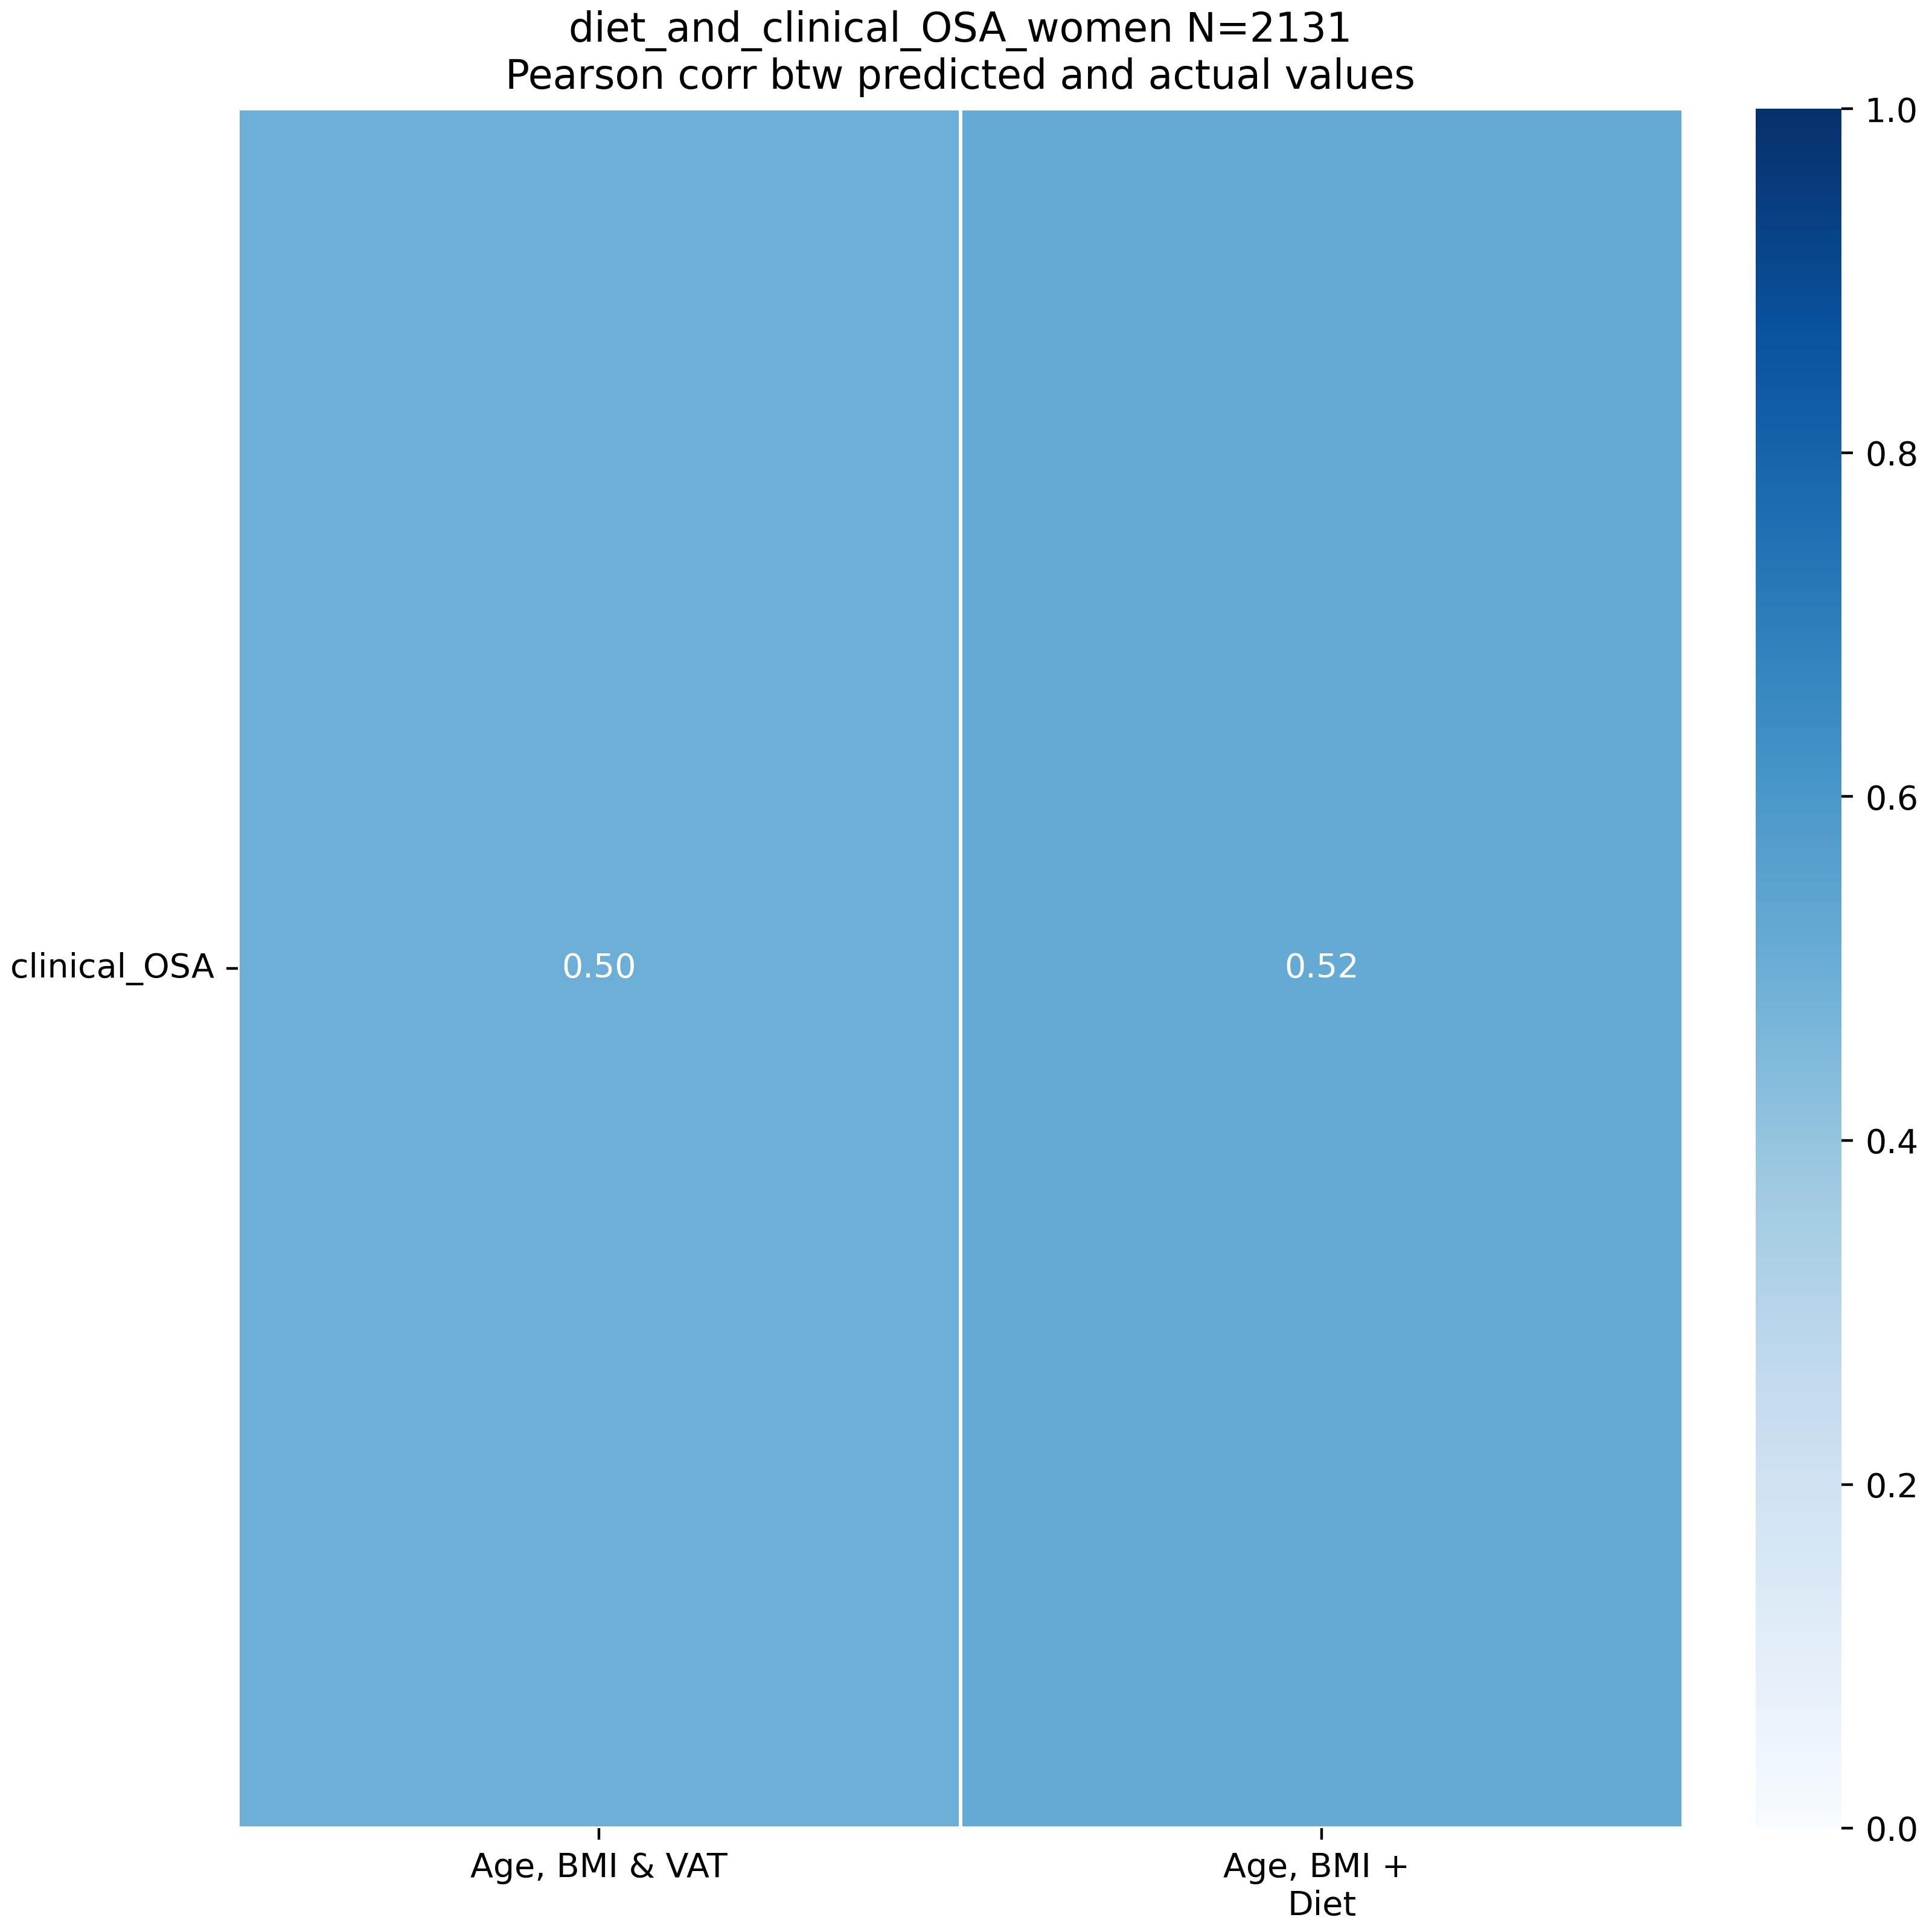 diet_and_clinical_OSA_women N=2131
Pearson corr btw predicted and actual values
1.0
0.8
0.6
0.4
0.2
0.0
clinical_OSA
0.50
0.52
Age, BMI & VAT
Age, BMI +
Diet